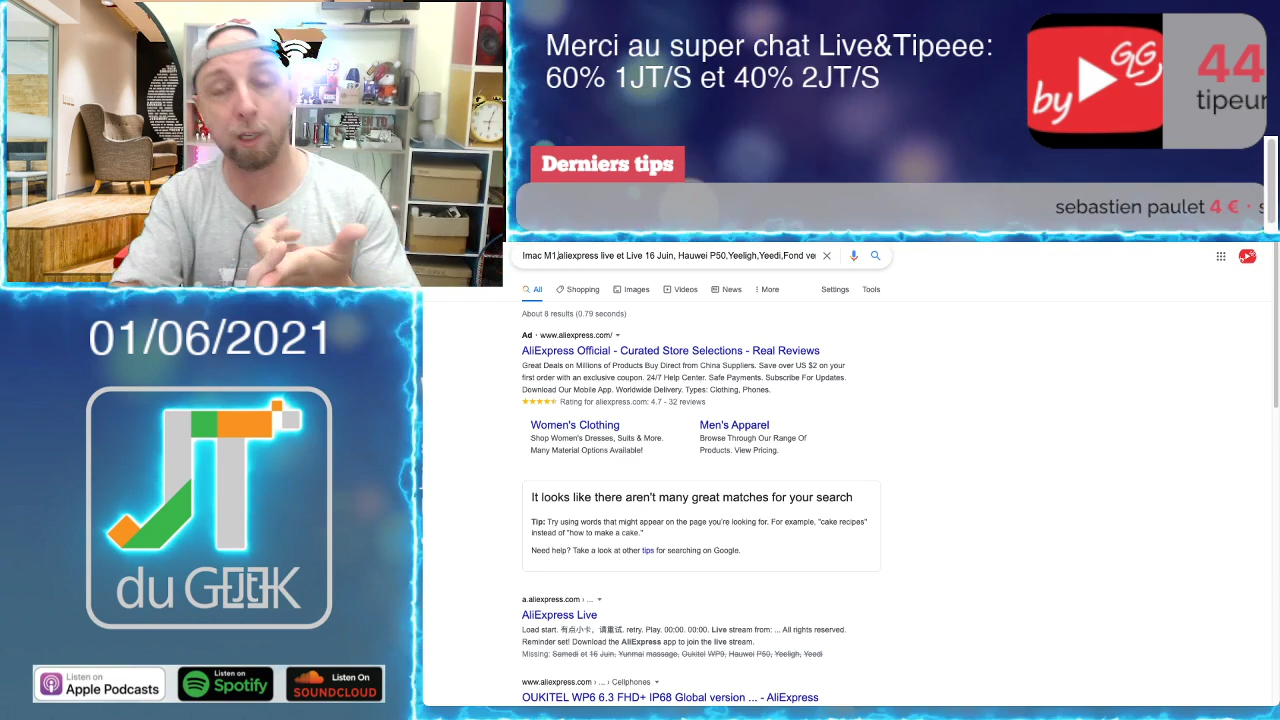 Merci au super chat Live&Tipeee:
60% 1JT/S et 40% 2JT/S
by GG
44
tipeur
Derniers tips
sebastien paulet 4 € · s
Imac M1,aliexpress live et Live 16 Juin, Hauwei P50,Yeeligh,Yeedi,Fond ver
All Shopping Images Videos News More Settings Tools
About 8 results (0.79 seconds)
Ad · www.aliexpress.com/
AliExpress Official - Curated Store Selections - Real Reviews
Great Deals on Millions of Products Buy Direct from China Suppliers. Save over US $2 on your
first order with an exclusive coupon. 24/7 Help Center. Safe Payments. Subscribe For Updates.
Download Our Mobile App. Worldwide Delivery. Types: Clothing, Phones.
Rating for aliexpress.com: 4.7 - 32 reviews
Women's Clothing
Shop Women's Dresses, Suits & More.
Many Material Options Available!
Men's Apparel
Browse Through Our Range Of
Products. View Pricing.
It looks like there aren't many great matches for your search
Tip: Try using words that might appear on the page you're looking for. For example, "cake recipes"
instead of "how to make a cake."
Need help? Take a look at other tips for searching on Google.
a.aliexpress.com › ...
AliExpress Live
Load start. 有点小卡，请重试. retry. Play. 00:00. 00:00. Live stream from: ... All rights reserved.
Reminder set! Download the AliExpress app to join the live stream.
Missing: Samedi et 16 Juin, Yunmai massage, Oukitel WP9, Hauwei P50, Yeeligh, Yeedi
www.aliexpress.com › ... › Cellphones
OUKITEL WP6 6.3 FHD+ IP68 Global version ... - AliExpress
01/06/2021
JT
du GEEK
Listen on
Apple Podcasts
Listen on
Spotify
Listen On
SOUNDCLOUD